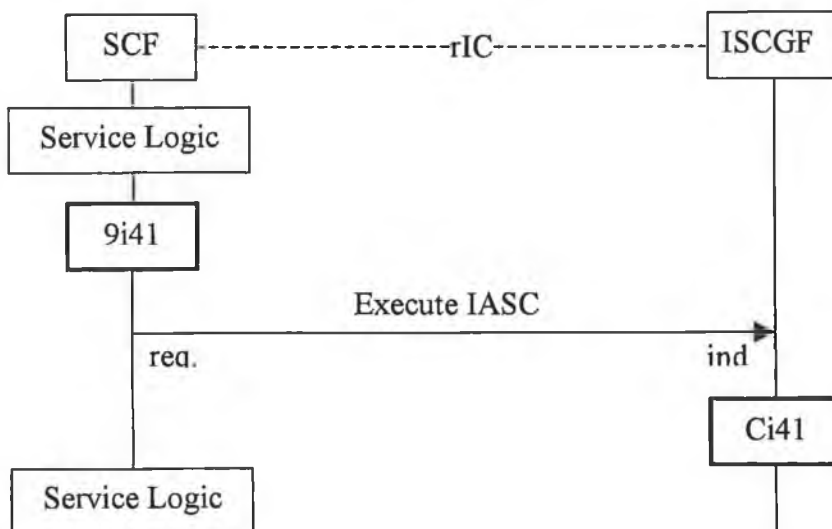 SCF
rIC
ISCGF
Service Logic
9i41
Execute IASC
req.
ind
Ci41
Service Logic